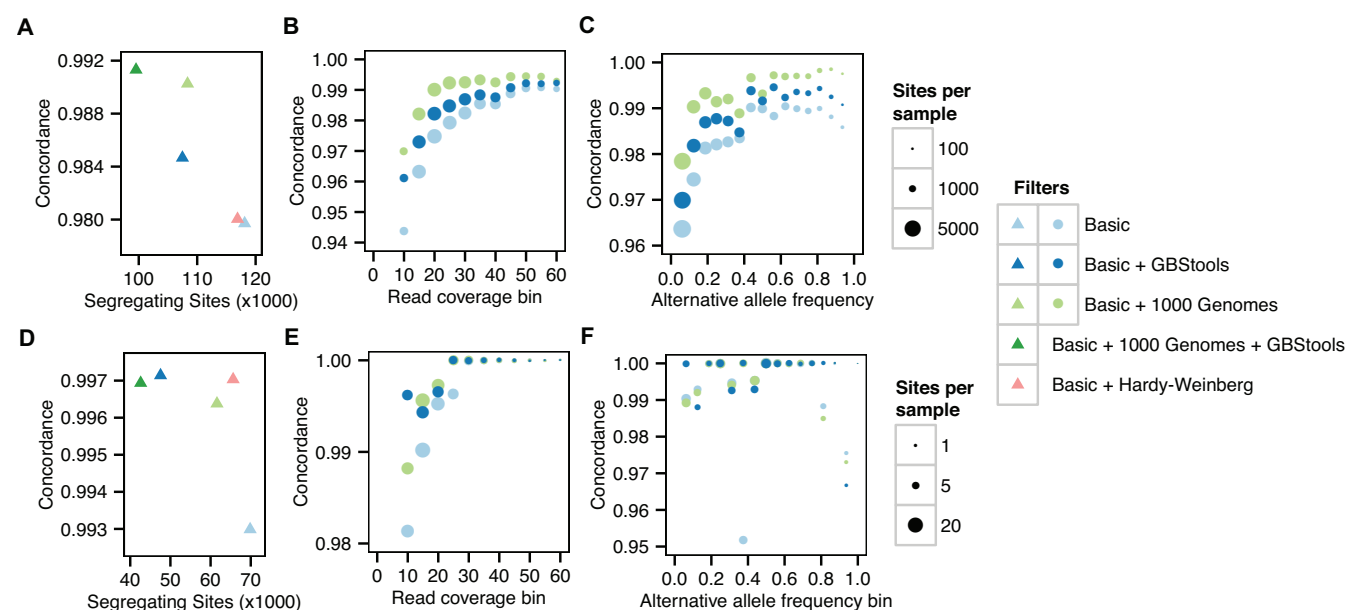 A
B
C
0.992
0.988
0.984
0.980
Concordance
100
110
120
Segregating Sites (x1000)
1.00
0.99
0.98
0.97
0.96
0.95
0.94
Concordance
0
10
20
30
40
50
60
Read coverage bin
1.00
0.99
0.98
0.97
0.96
Concordance
0.0
0.2
0.4
0.6
0.8
1.0
Alternative allele frequency
Sites per
sample
100
1000
5000
Filters
Basic
Basic + GBStools
Basic + 1000 Genomes
Basic + 1000 Genomes + GBStools
Basic + Hardy-Weinberg
D
E
F
0.997
0.996
0.995
0.994
0.993
Concordance
40
50
60
70
Segregating Sites (x1000)
1.00
0.99
0.98
Concordance
0
10
20
30
40
50
60
Read coverage bin
1.00
0.99
0.98
0.97
0.96
0.95
Concordance
0.0
0.2
0.4
0.6
0.8
1.0
Alternative allele frequency bin
Sites per
sample
1
5
20